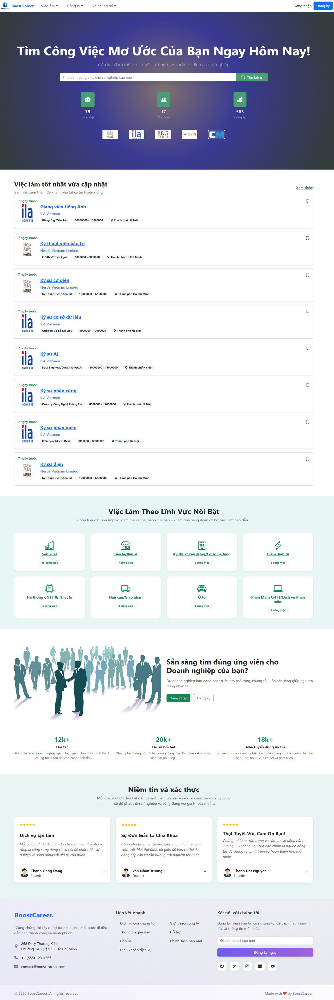 Boost Career
Việc làm
Công ty
Về chúng tôi
Đăng nhập
Đăng ký
Tìm Công Việc Mơ Ước Của Bạn Ngay Hôm Nay!
Gắn kết đam mê với cơ hội – Cùng bạn vươn tới đỉnh cao sự nghiệp
Tìm kiếm công việc cho sự nghiệp của bạn
Tìm kiếm
78
Công việc
17
Ứng viên
563
Công ty
Nestlé
ila
BRG
GROUP
bizconsult
CM
Việc làm tốt nhất vừa cập nhật
Bấm vào xem thêm để khám phá tất cả tin tuyển dụng
Xem thêm
7 ngày trước
ila
education for life
Giảng viên tiếng Anh
ILA Vietnam
Giảng Dạy/Đào Tạo
10000000 - 15000000
Thành phố Hà Nội
7 ngày trước
Nestlé
Kỹ thuật viên bảo trì
Nestlé Vietnam Limited
Cơ Khí & Điện Lạnh
6000000 - 8000000
Thành phố Hồ Chí Minh
7 ngày trước
Nestlé
Kỹ sư cơ điện
Nestlé Vietnam Limited
Kỹ Thuật Điện/Điện Tử
10000000 - 12000000
Thành phố Hồ Chí Minh
7 ngày trước
ila
education for life
Kỹ sư cơ sở dữ liệu
ILA Vietnam
Quản Trị Cơ Sở Dữ Liệu
9000000 - 12000000
Thành phố Hà Nội
7 ngày trước
ila
education for life
Kỹ sư AI
ILA Vietnam
Data Engineer/Data Analyst/AI
10000000 - 15000000
Thành phố Hà Nội
7 ngày trước
ila
education for life
Kỹ sư phần cứng
ILA Vietnam
Quản Lý Công Nghệ Thông Tin
8000000 - 11000000
Thành phố Hà Nội
7 ngày trước
ila
education for life
Kỹ sư phần mềm
ILA Vietnam
IT Support/Help Desk
8000000 - 12000000
Thành phố Hà Nội
7 ngày trước
Nestlé
Kỹ sư điện
Nestlé Vietnam Limited
Kỹ Thuật Điện/Điện Tử
10000000 - 12000000
Thành phố Hồ Chí Minh
Việc Làm Theo Lĩnh Vực Nổi Bật
Chọn lĩnh vực phù hợp với đam mê và thế mạnh của bạn – khám phá hàng ngàn cơ hội việc làm hấp dẫn...
Sản xuất
15 công việc
Bán lẻ/Bán sỉ
7 công việc
Kỹ thuật xây dựng/Cơ sở hạ tầng
5 công việc
Điện/Điện tử
5 công việc
Hệ thống CNTT & Thiết bị
4 công việc
Hậu cần/Giao nhận
4 công việc
Ô tô
4 công việc
Phần Mềm CNTT/Dịch vụ Phần
mềm
4 công việc
Sẵn sàng tìm đúng ứng viên cho
Doanh nghiệp của bạn?
Dù doanh nghiệp bạn đang phát triển hay mở rộng, chúng tôi luôn sẵn sàng giúp bạn tìm
đúng nhân tài...
Đăng nhập
Đăng ký
12k+
Đối tác
Khi nhân tài và doanh nghiệp gặp nhau, giá trị lớn được hình thành
– chúng tôi là cầu nối cho hành trình đó...
20k+
Hồ sơ nổi bật
Khám phá những hồ sơ chất lượng đang chủ động tìm kiếm cơ hội
việc làm phù hợp...
18k+
Nhà tuyển dụng uy tín
Khám phá các doanh nghiệp hàng đầu đang tìm kiếm nhân tài như
bạn – nơi hội tụ của cơ hội và phát triển...
Niềm tin và xác thực
Mỗi giấc mơ lớn đều bắt đầu từ một niềm tin nhỏ – rằng ai cũng xứng đáng có cơ
hội để phát triển sự nghiệp và sống đúng với giá trị của mình...
★★★★★
Dịch vụ tận tâm
Mỗi giấc mơ lớn đều bắt đầu từ một niềm tin nhỏ –
rằng ai cũng xứng đáng có cơ hội để phát triển sự
nghiệp và sống đúng với giá trị của mình.
Thanh Hang Dang
Founder
★★★★★
Sự Đơn Giản Là Chìa Khóa
Chúng tôi tin rằng, sự đơn giản mang lại hiệu quả
vượt trội. Mọi thứ được tối giản để bạn có thể dễ
dàng tiếp cận và tận hưởng trải nghiệm tốt nhất.
Van Nhan Truong
Founder
★★★★★
Thật Tuyệt Vời, Cảm Ơn Bạn!
Chúng tôi luôn trân trọng và cảm ơn sự đồng hành
của bạn. Sự đóng góp của bạn chính là nguồn động
lực để chúng tôi phát triển và hoàn thiện hơn mỗi
ngày.
Thanh Dat Nguyen
Founder
BoostCareer.
"Cùng chúng tôi xây dựng tương lai, nơi mỗi bước đi đều
dẫn đến thành công và hạnh phúc!"
268 Đ. Lý Thường Kiệt,
Phường 14, Quận 10, Hồ Chí Minh
+1 (555) 123-4567
contact@boost-career.com
Liên kết nhanh
Dịch vụ của chúng tôi
Giới thiệu công ty
Thông tin gần đây
Hỗ trợ
Liên hệ
Chính sách bảo mật
Điều khoản dịch vụ
Kết nối với chúng tôi
Đăng ký nhận bản tin của chúng tôi để cập nhật những tin
tức và thông tin mới nhất.
Địa chỉ email của bạn
Đăng ký ngay
© 2025 BoostCareer. All rights reserved.
Made with ❤ by BoostCareer.